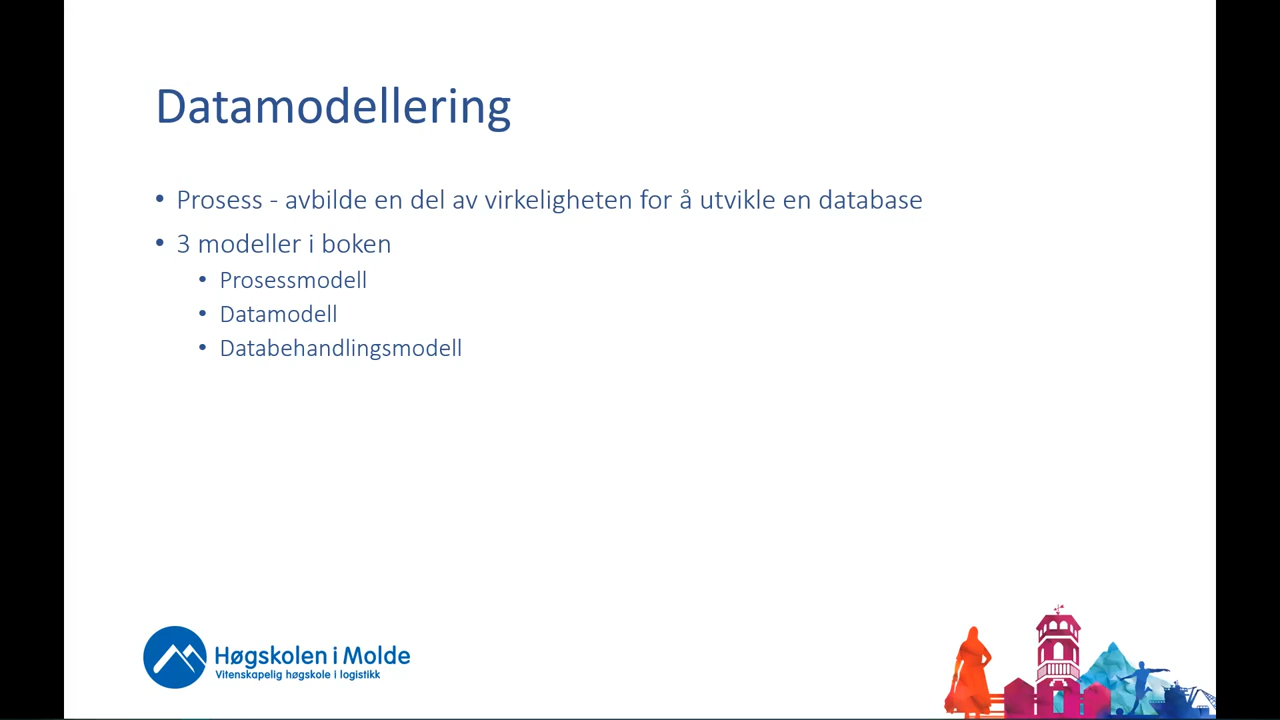 Datamodellering
• Prosess - avbilde en del av virkeligheten for å utvikle en database
• 3 modeller i boken
• Prosessmodell
• Datamodell
• Databehandlingsmodell
Høgskolen i Molde
Vitenskapelig høgskole i logistikk